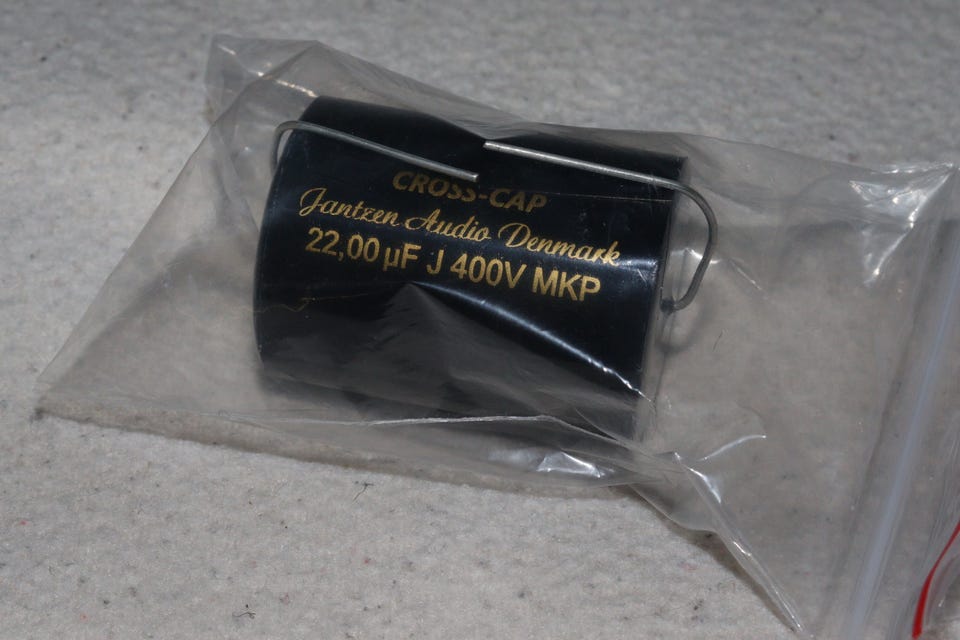 CROSS-CAP
Jantzen Audio Denmark
22,00 µF J 400V MKP